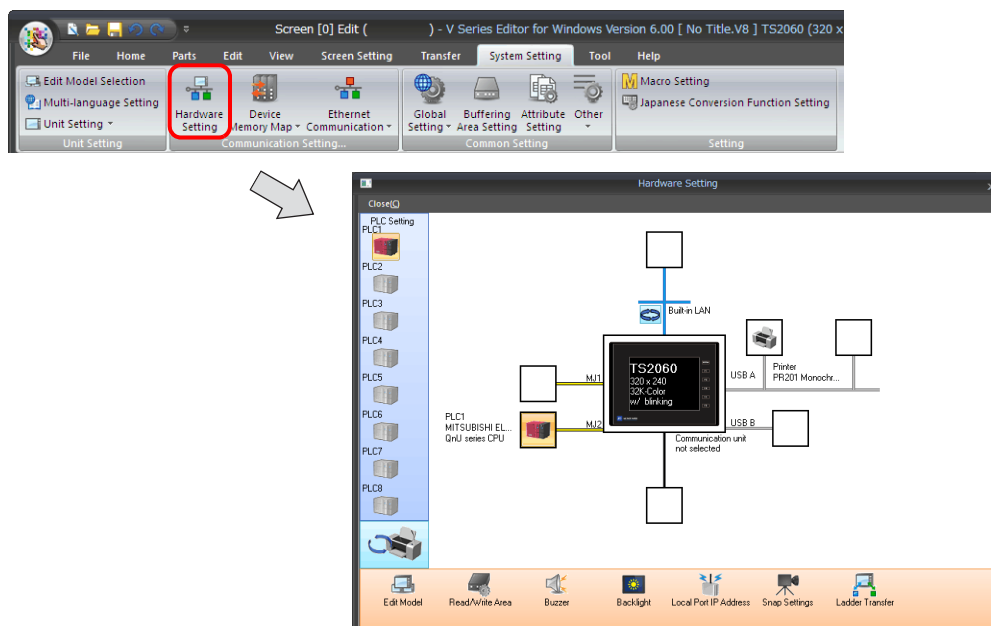 Screen [0] Edit ( ) - V Series Editor for Windows Version 6.00 [ No Title.V8 ] TS2060 (320 x
File Home Parts Edit View Screen Setting Transfer System Setting Tool Help
Edit Model Selection
Multi-language Setting
Unit Setting
Unit Setting
Hardware
Setting
Device
Memory Map
Ethernet
Communication
Communication Setting...
Global
Setting
Buffering
Area Setting
Attribute
Setting
Other
Common Setting
Macro Setting
Japanese Conversion Function Setting
Setting
Hardware Setting
Close(C)
PLC Setting
PLC1
PLC2
PLC3
PLC4
PLC5
PLC6
PLC7
PLC8
Built-in LAN
TS2060
320 x 240
32K-Color
w/ blinking
MJ1
MJ2
PLC1
MITSUBISHI EL...
QnU series CPU
USB A
Printer
PR201 Monochr...
USB B
Communication unit
not selected
Edit Model
Read/Write Area
Buzzer
Backlight
Local Port IP Address
Snap Settings
Ladder Transfer